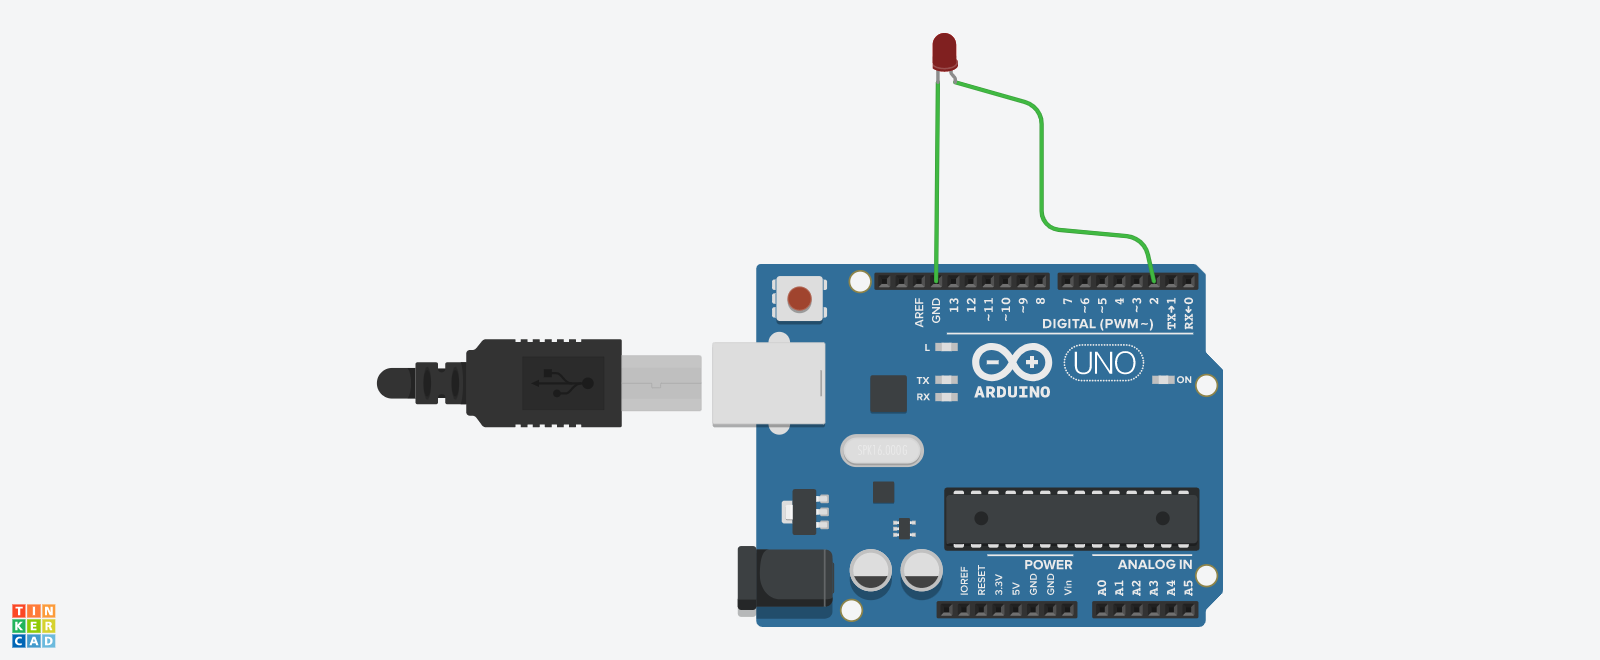 AREF
GND
13
12
~11
~10
~9
8
7
~6
~5
4
~3
2
TX→1
RX←0
DIGITAL (PWM~)
L
TX
RX
UNO
ON
ARDUINO
SPK16.000G
POWER
ANALOG IN
IOREF
RESET
3.3V
5V
GND
GND
Vin
A0
A1
A2
A3
A4
A5
TIN
KER
CAD